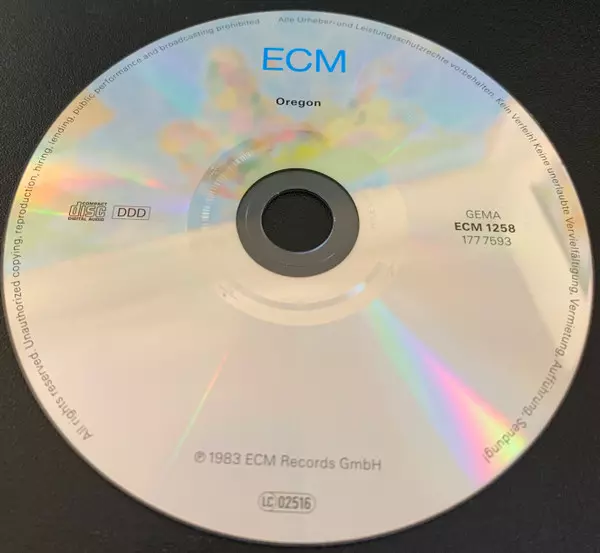 All rights reserved. Unauthorized copying, reproduction, hiring, lending, public performance and broadcasting prohibited
Alle Urheber- und Leistungsschutzrechte vorbehalten. Kein Verleih! Keine unerlaubte Vervielfältigung, Vermietung, Aufführung, Sendung!
ECM
Oregon
COMPACT
disc
DIGITAL AUDIO
DDD
GEMA
ECM 1258
177 7593
℗ 1983 ECM Records GmbH
LC 02516